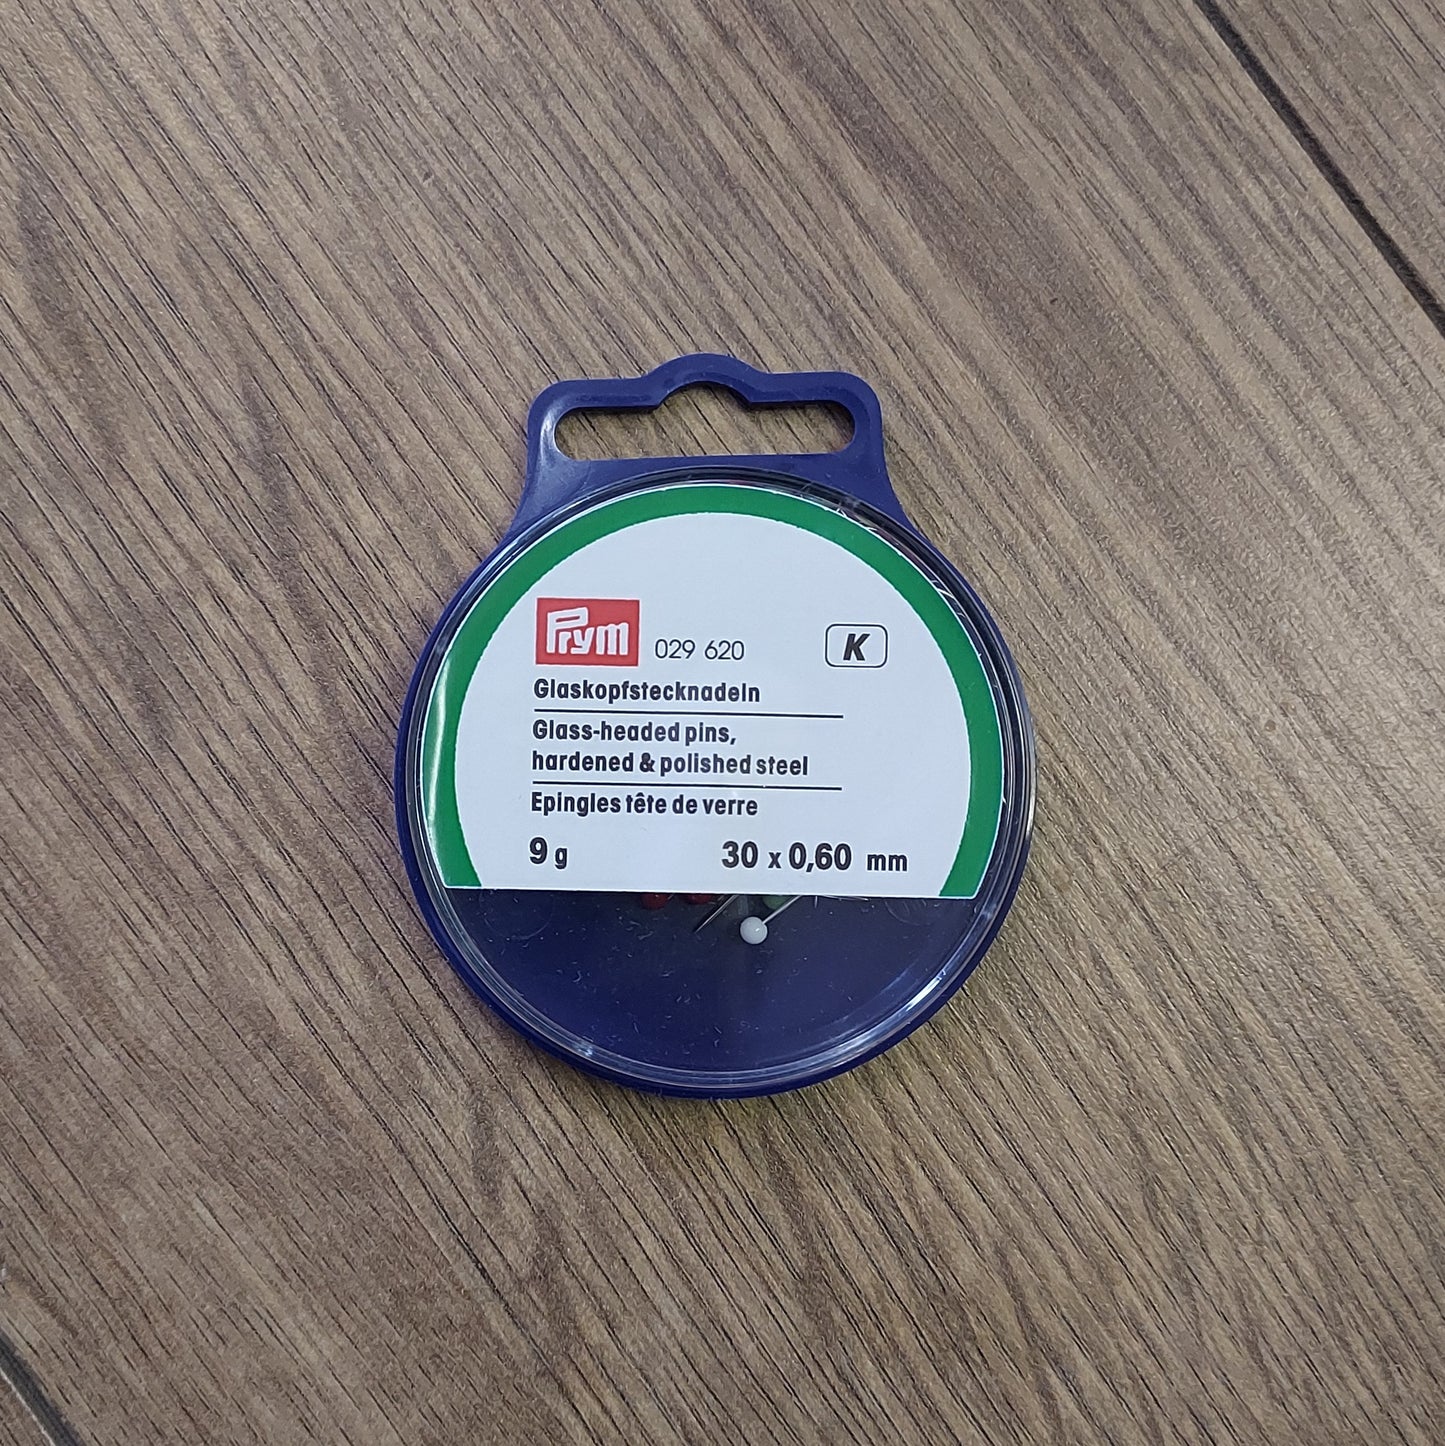 Prym 029 620 K
Glaskopfstecknadeln
Glass-headed pins,
hardened & polished steel
Epingles tête de verre
9 g 30 x 0,60 mm